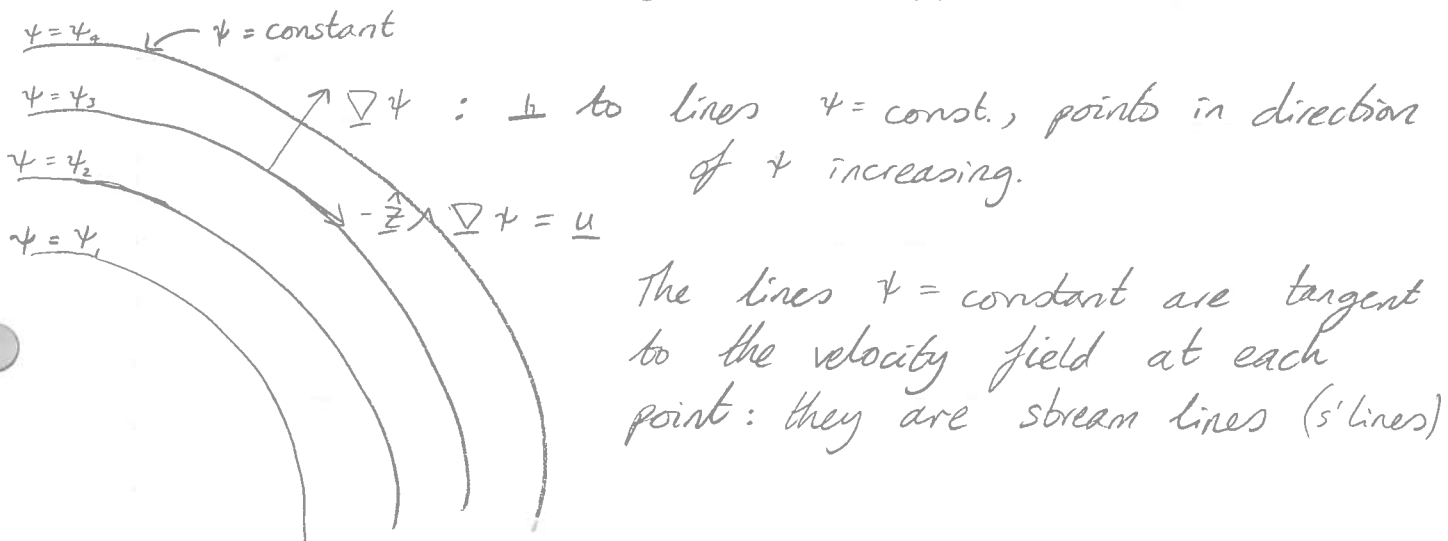 ψ = ψ₄ ψ = constant
ψ = ψ₃
∇ψ : ⊥ to lines ψ = const., points in direction
of ψ increasing.
ψ = ψ₂
- ẑ ∧ ∇ψ = u
ψ = ψ₁
The lines ψ = constant are tangent
to the velocity field at each
point: they are stream lines (s'lines)